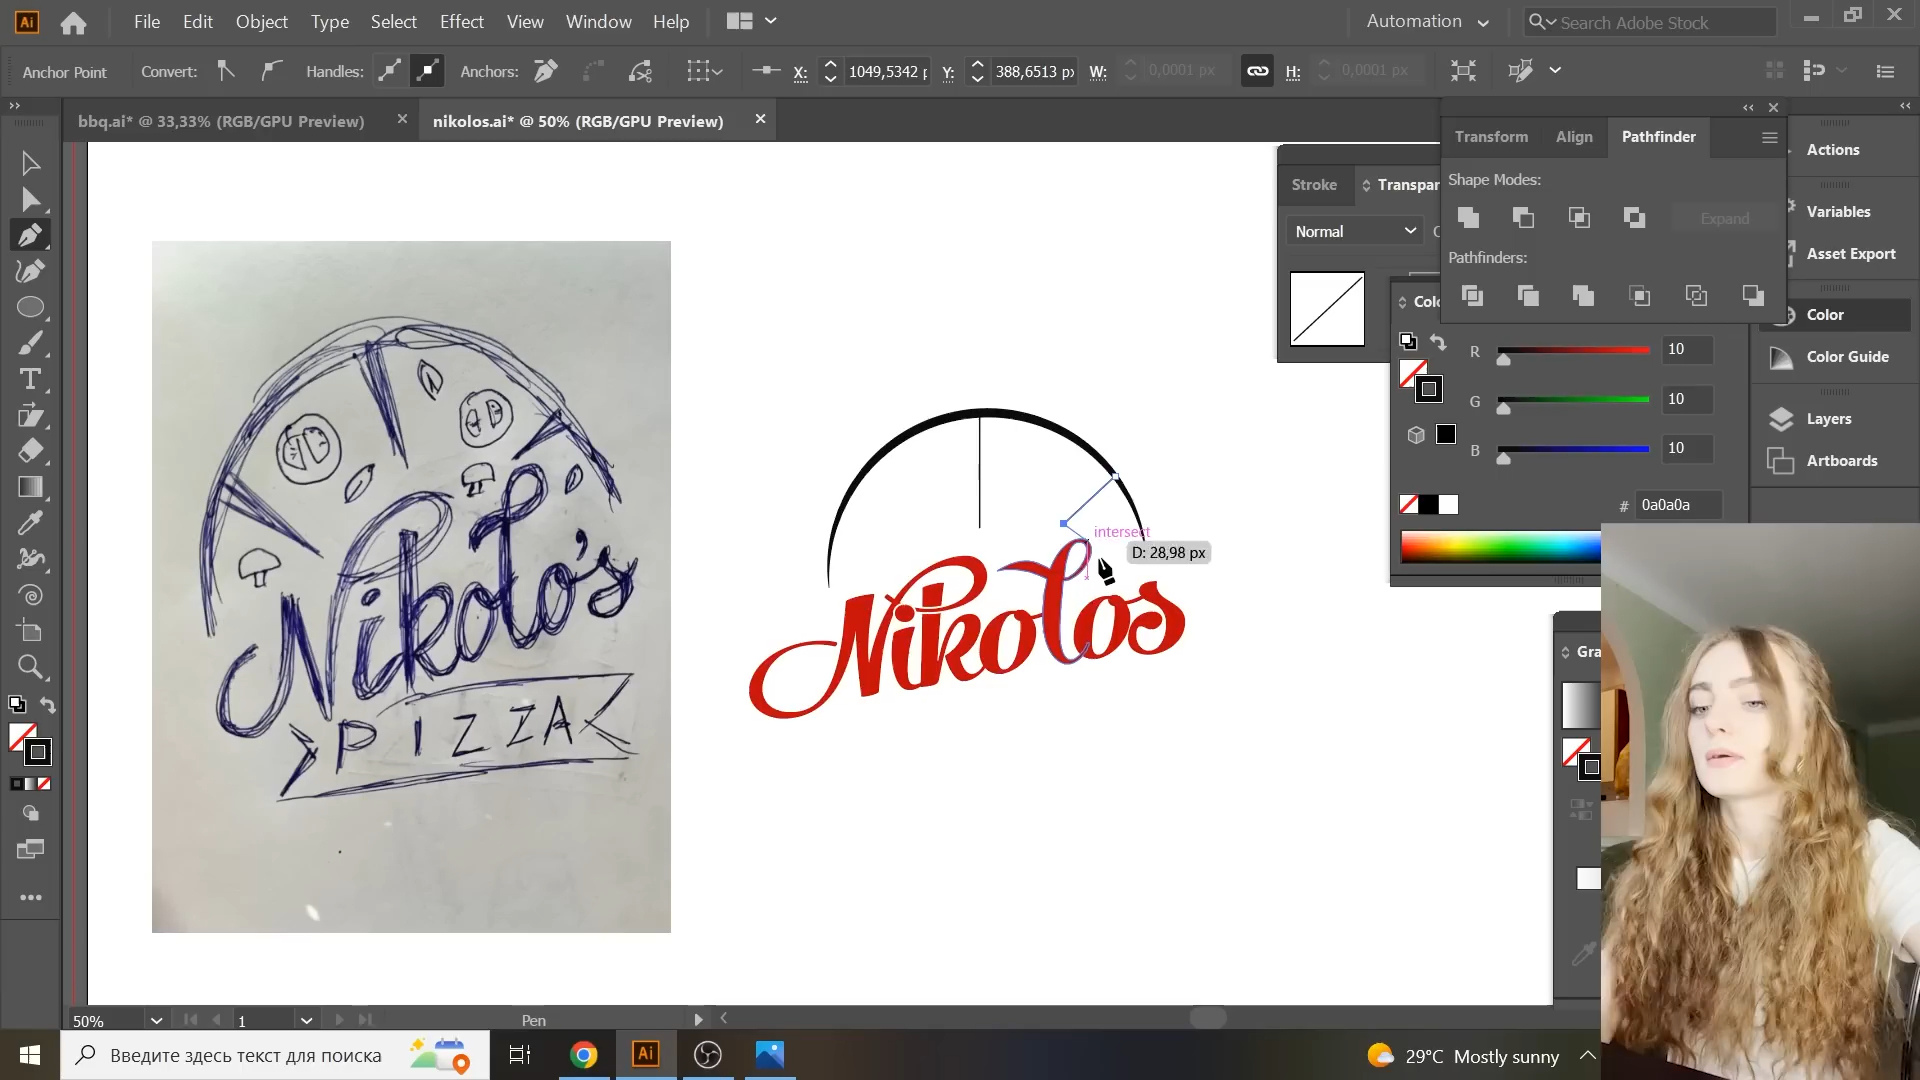 File Edit Object Type Select Effect View Window Help Automation Search Adobe Stock
Anchor Point Convert: Handles: Anchors: X: 1049,5342 p Y: 388,6513 px W: 0,0001 px H: 0,0001 px
bbq.ai* @ 33,33% (RGB/GPU Preview) nikolos.ai* @ 50% (RGB/GPU Preview)
Transform Align Pathfinder
Shape Modes:
Expand
Pathfinders:
Stroke Transpar
Normal
Colo
R 10
G 10
B 10
# 0a0a0a
Gra
Actions
Variables
Asset Export
Color
Color Guide
Layers
Artboards
Nikolo's
PIZZA
intersect
D: 28,98 px
Nikolos
50% 1 Pen
Введите здесь текст для поиска
29°C Mostly sunny